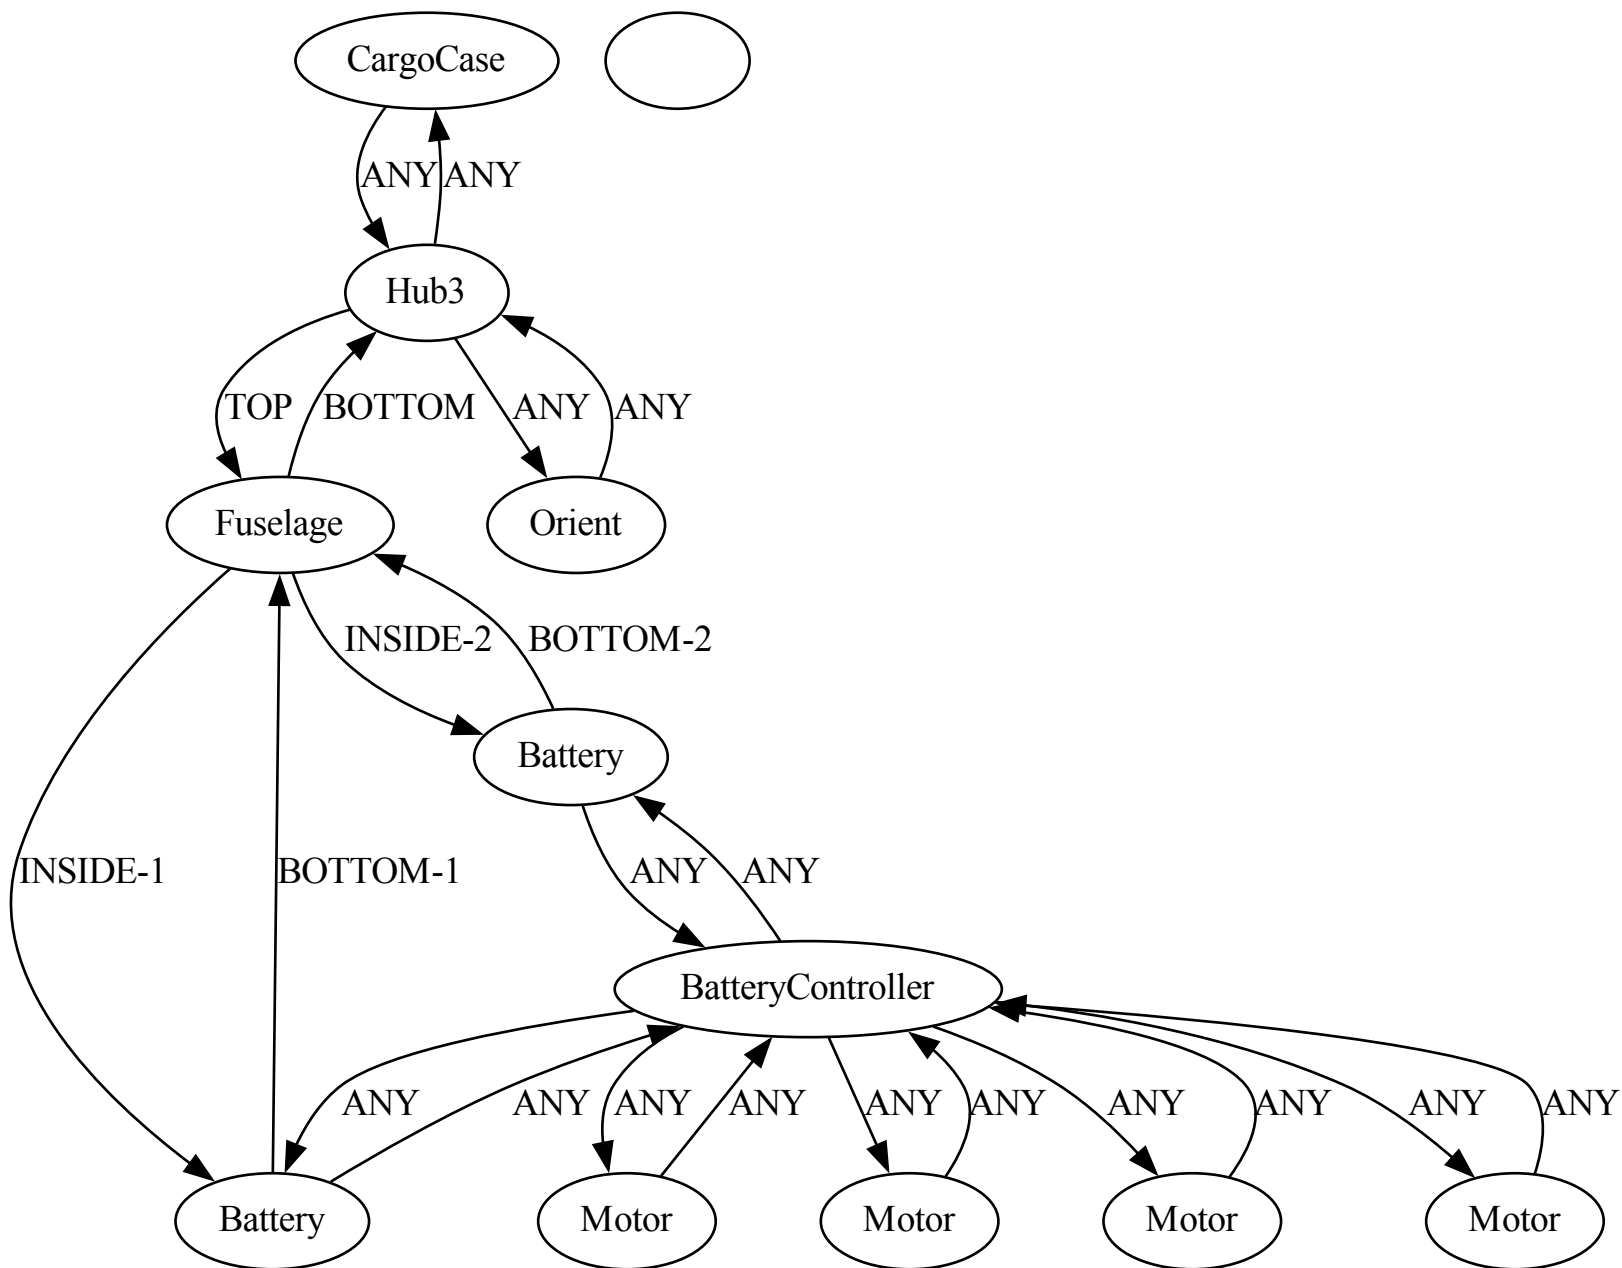 CargoCase
ANY ANY
Hub3
TOP BOTTOM ANY ANY
Fuselage Orient
INSIDE-2 BOTTOM-2
Battery
INSIDE-1 BOTTOM-1 ANY ANY
BatteryController
ANY ANY ANY ANY ANY ANY ANY ANY ANY ANY
Battery Motor Motor Motor Motor